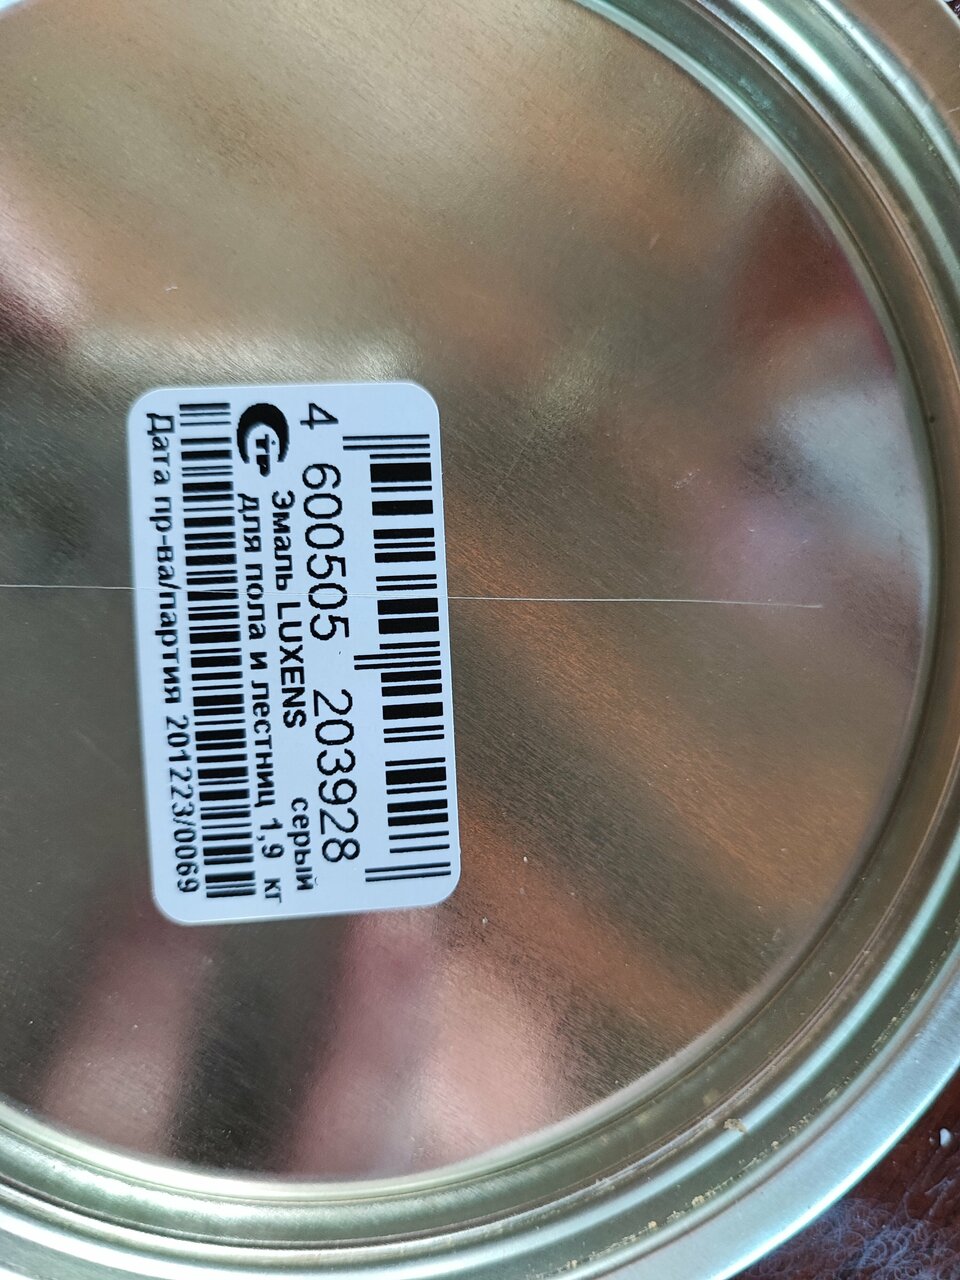 4 600505 203928
Эмаль LUXENS серый
для пола и лестниц 1,9 кг
Дата пр-ва/партия 201223/0069